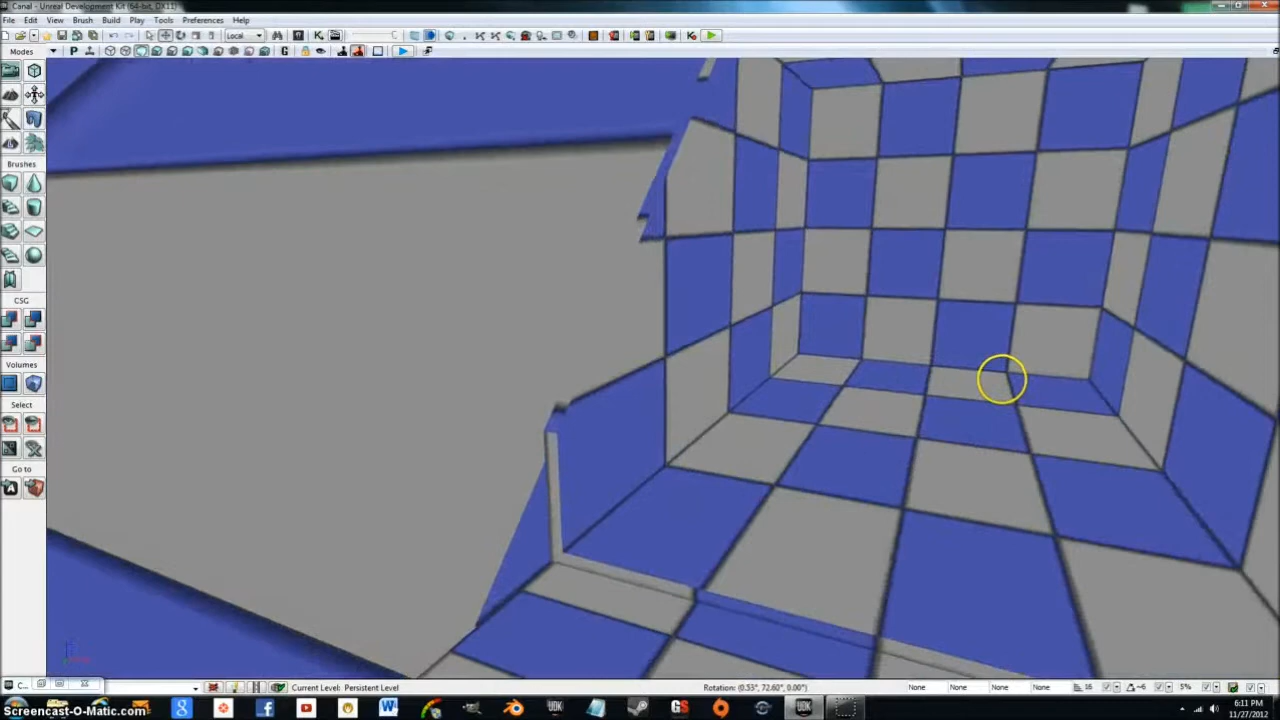 Canal - Unreal Development Kit (64-bit, DX11)
File Edit View Brush Build Play Tools Preferences Help
Local
Modes
P
G
Brushes
CSG
Volumes
Select
Go to
C...
Current Level: Persistent Level
Rotation: (0.53°, 72.60°, 0.00°)
None None None None
16
~6
5%
SCREENCAST-O-MATIC.com
6:11 PM
11/27/2012